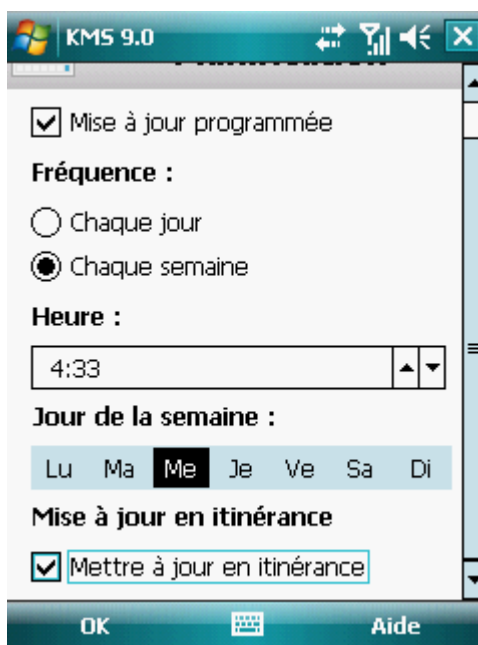 KMS 9.0
Mise à jour programmée
Fréquence :
Chaque jour
Chaque semaine
Heure :
4:33
Jour de la semaine :
Lu Ma Me Je Ve Sa Di
Mise à jour en itinérance
Mettre à jour en itinérance
OK Aide